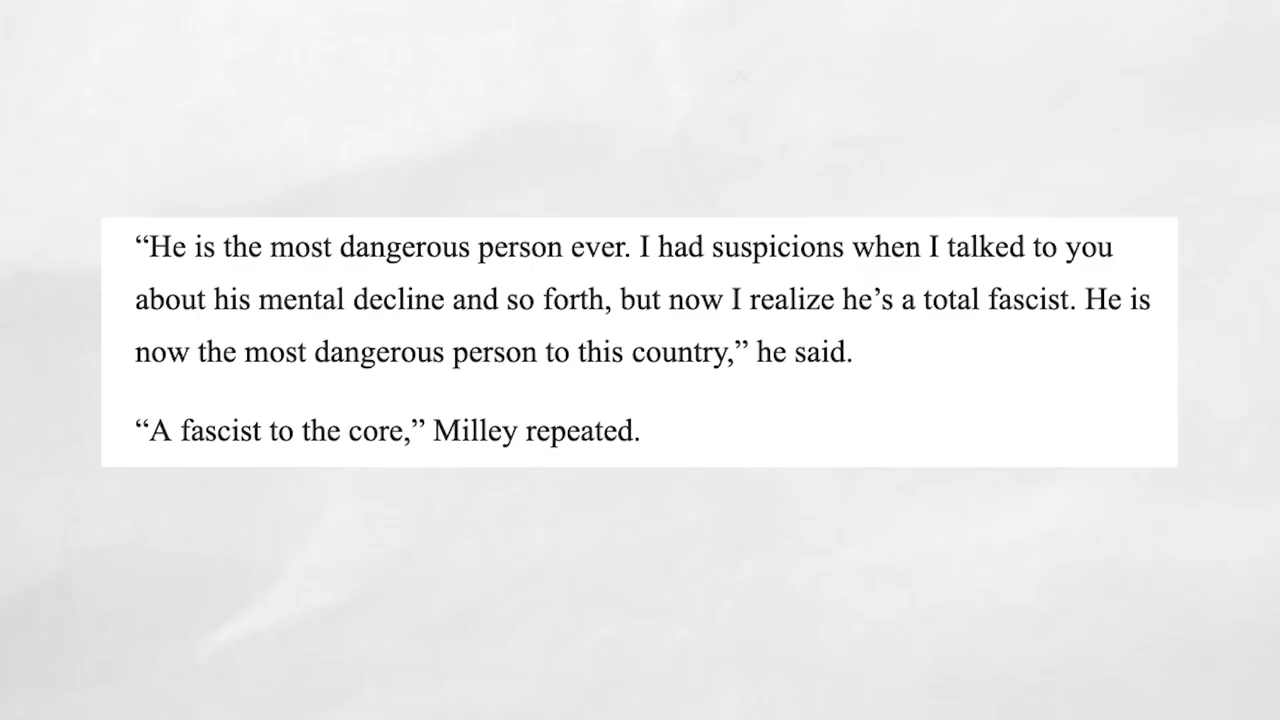 “He is the most dangerous person ever. I had suspicions when I talked to you
about his mental decline and so forth, but now I realize he’s a total fascist. He is
now the most dangerous person to this country,” he said.
“A fascist to the core,” Milley repeated.